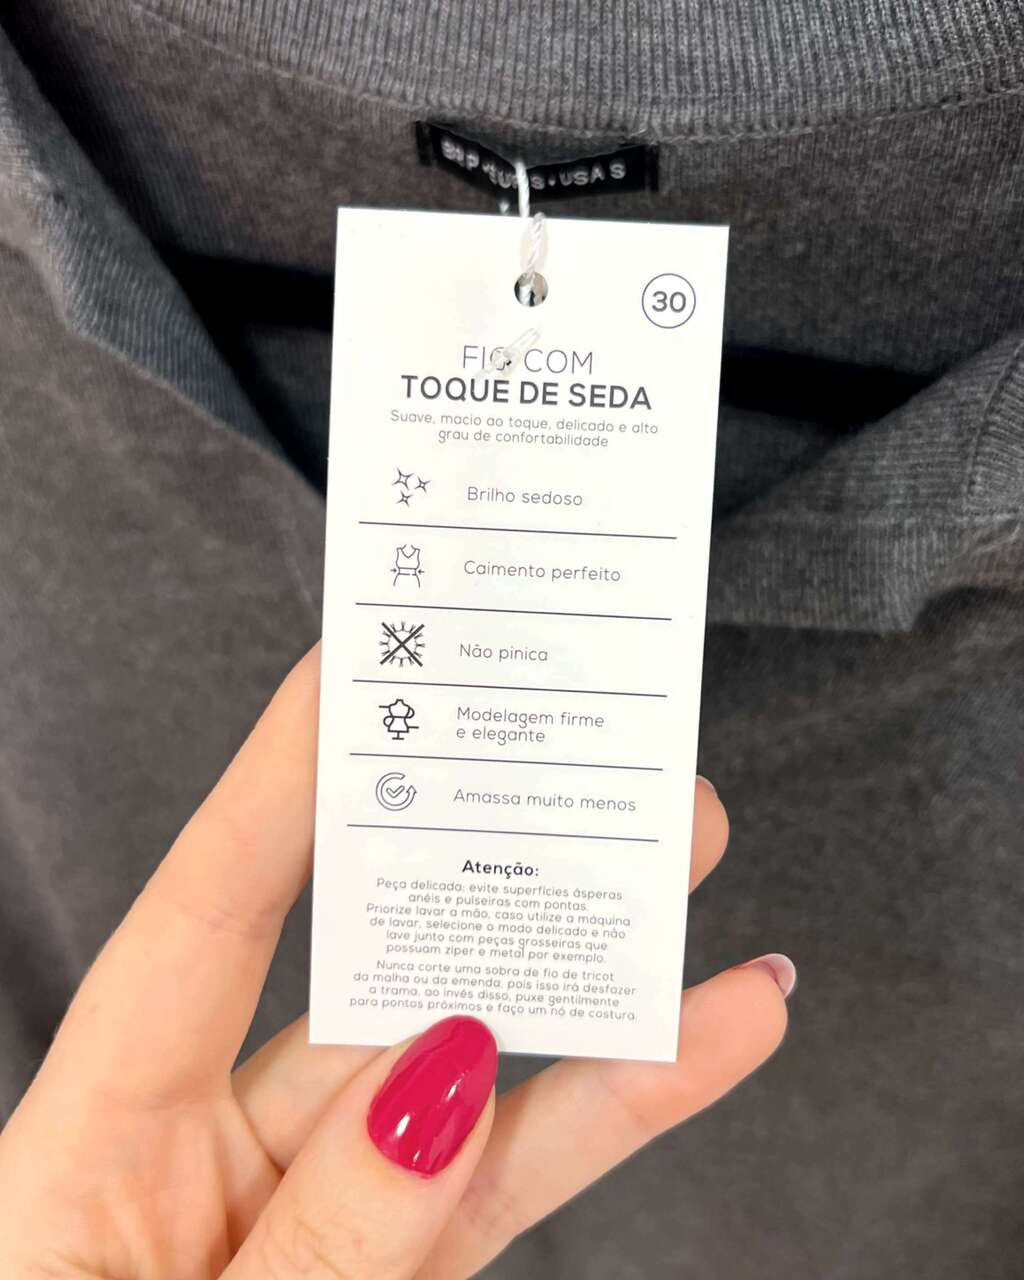 USA S
30
FIO COM
TOQUE DE SEDA
Suave, macio ao toque, delicado e alto
grau de confortabilidade
Brilho sedoso
Caimento perfeito
Não pinica
Modelagem firme
e elegante
Amassa muito menos
Atenção:
Peça delicada: evite superfícies ásperas
anéis e pulseiras com pontas.
Priorize lavar a mão, caso utilize a máquina
de lavar, selecione o modo delicado e não
lave junto com peças grosseiras que
possuam ziper e metal por exemplo.
Nunca corte uma sobra de fio de tricot
da malha ou da emenda, pois isso irá desfazer
a trama, ao invés disso, puxe gentilmente
para pontos próximos e faço um nó de costura.